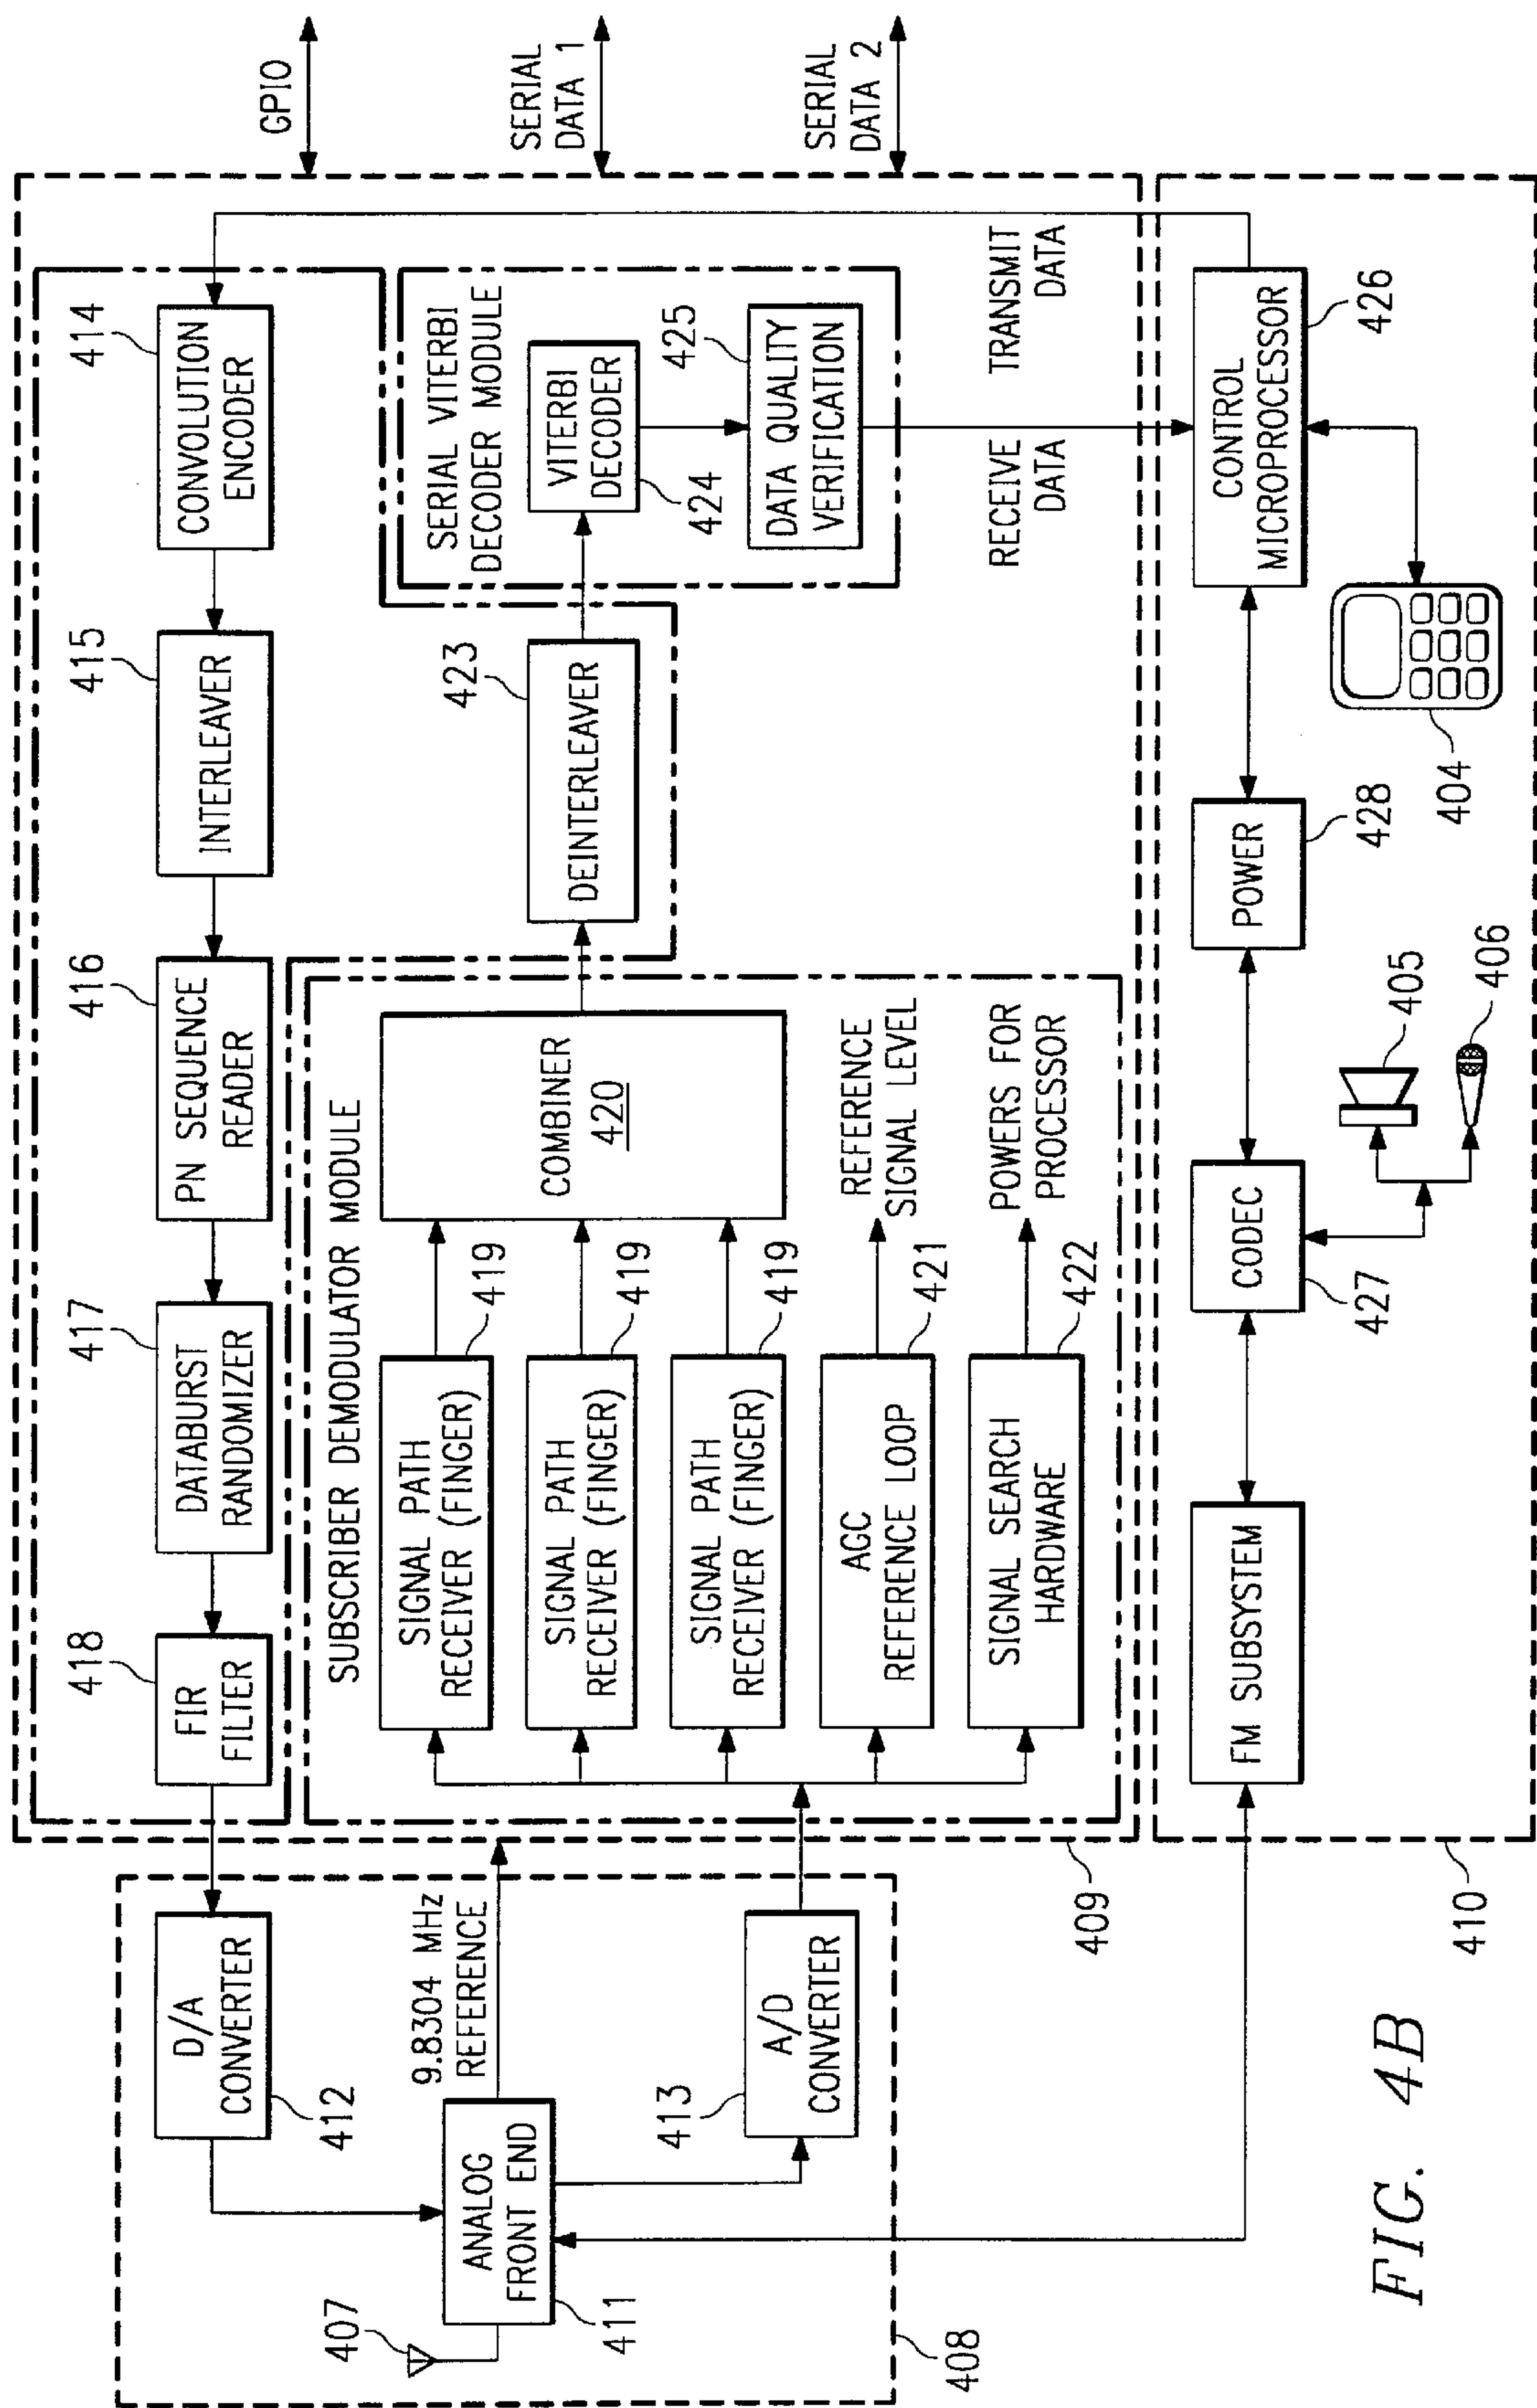 GPIO
SERIAL
DATA 1
SERIAL
DATA 2
418
417
416
415
414
FIR
FILTER
DATABURST
RANDOMIZER
PN SEQUENCE
READER
INTERLEAVER
CONVOLUTION
ENCODER
D/A
CONVERTER
412
9.8304 MHz
REFERENCE
407
ANALOG
FRONT END
411
413
A/D
CONVERTER
408
SUBSCRIBER DEMODULATOR MODULE
SIGNAL PATH
RECEIVER (FINGER)
419
SIGNAL PATH
RECEIVER (FINGER)
419
SIGNAL PATH
RECEIVER (FINGER)
419
AGC
REFERENCE LOOP
421
SIGNAL SEARCH
HARDWARE
422
COMBINER
420
REFERENCE
SIGNAL LEVEL
POWERS FOR
PROCESSOR
423
DEINTERLEAVER
SERIAL VITERBI
DECODER MODULE
VITERBI
DECODER
424
425
DATA QUALITY
VERIFICATION
RECEIVE
DATA
TRANSMIT
DATA
409
FM SUBSYSTEM
CODEC
427
POWER
428
CONTROL
MICROPROCESSOR
426
405
406
404
410
FIG. 4B